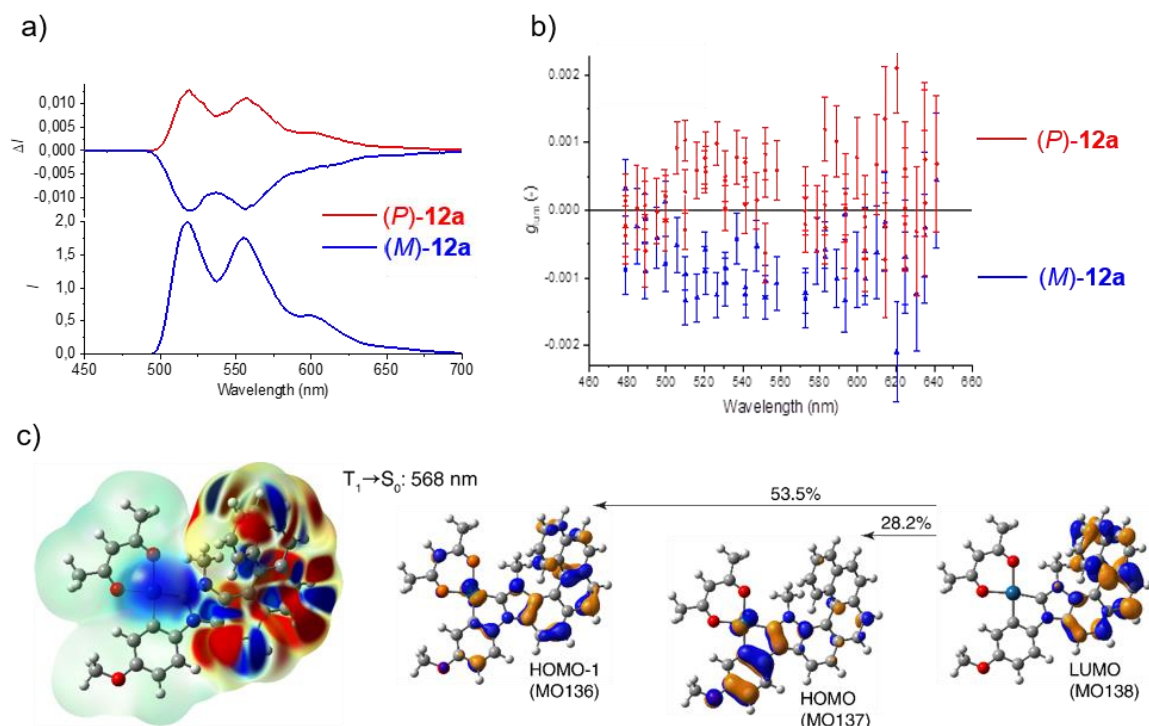 a)
0,010
0,005
0,000
-0,005
-0,010
ΔI
(P)-12a
(M)-12a
2,0
1,5
1,0
0,5
0,0
I
450 500 550 600 650 700
Wavelength (nm)
b)
0.002
0.001
0.000
-0.001
-0.002
glum (-)
(P)-12a
(M)-12a
460 480 500 520 540 560 580 600 620 640 660
Wavelength (nm)
c)
T1→S0: 568 nm
53.5%
28.2%
HOMO-1
(MO136)
HOMO
(MO137)
LUMO
(MO138)